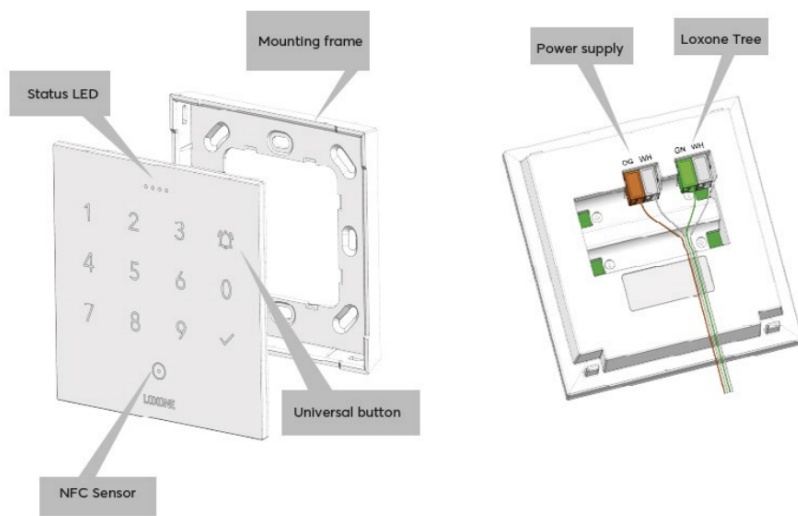 Mounting frame
Status LED
1 2 3
4 5 6 0
7 8 9
LOXONE
Universal button
NFC Sensor
Power supply
Loxone Tree
OG WH
GN WH